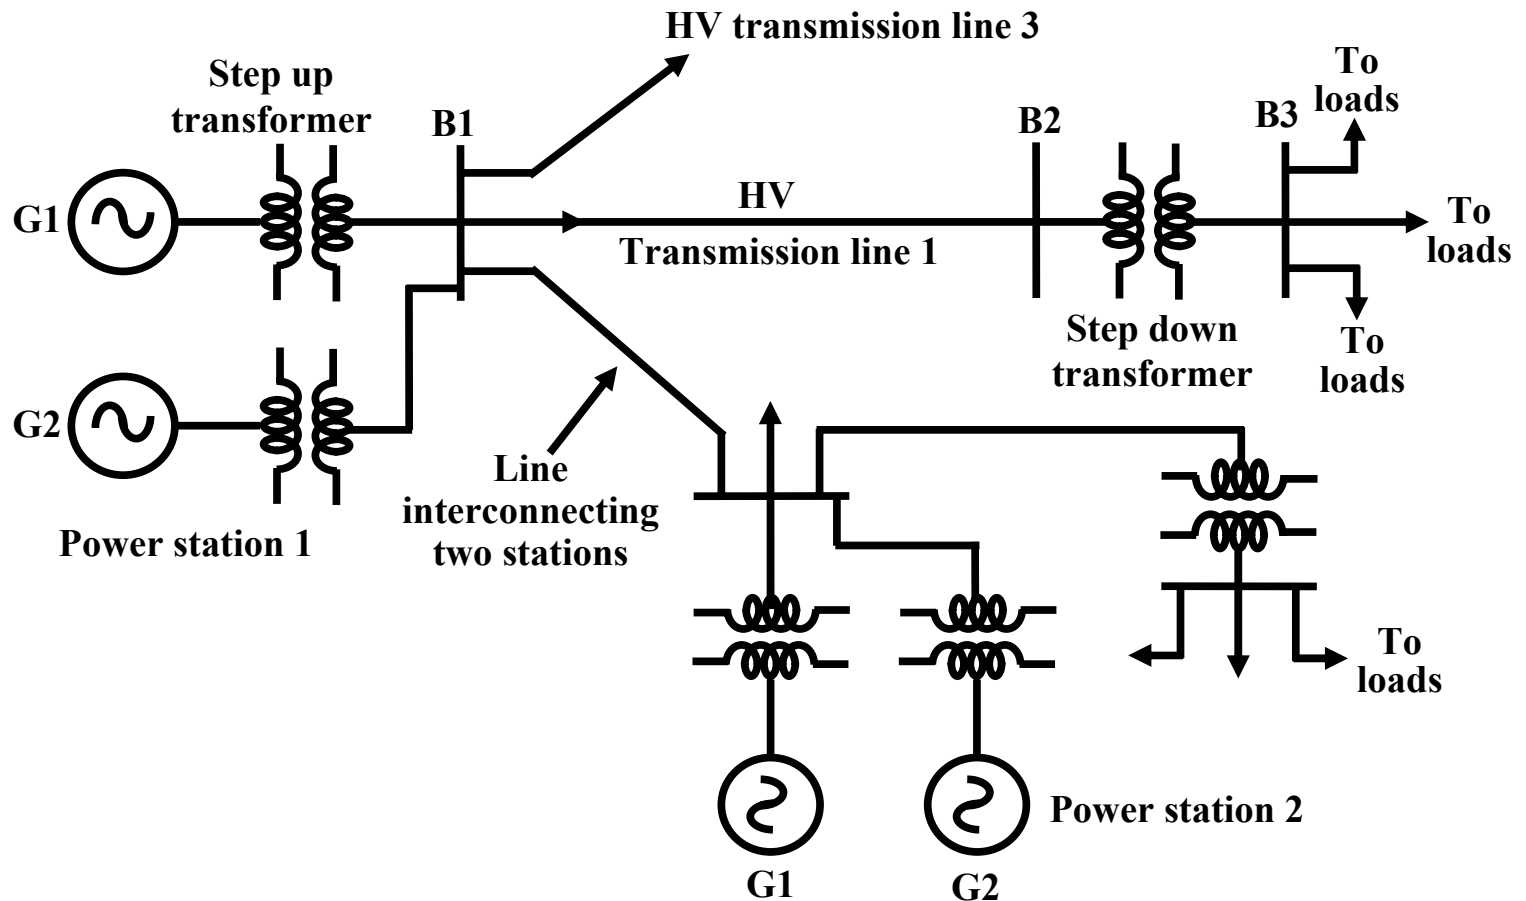 HV transmission line 3
Step up
transformer
B1
B2
B3
To
loads
G1
HV
Transmission line 1
To
loads
Step down
transformer
To
loads
G2
Line
interconnecting
two stations
Power station 1
To
loads
Power station 2
G1
G2